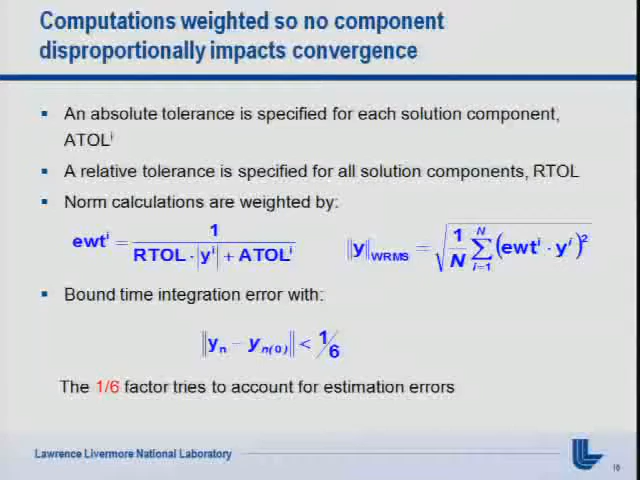 Computations weighted so no component
disproportionally impacts convergence
▪ An absolute tolerance is specified for each solution component,
ATOLⁱ
▪ A relative tolerance is specified for all solution components, RTOL
▪ Norm calculations are weighted by:
ewtⁱ = 1 / (RTOL · |yⁱ| + ATOLⁱ)    ‖y‖WRMS = √(1/N ∑ᵢ₌₁ᴺ (ewtⁱ · yⁱ)²)
▪ Bound time integration error with:
‖yₙ − yₙ₍₀₎‖ < 1/6
The 1/6 factor tries to account for estimation errors
Lawrence Livermore National Laboratory